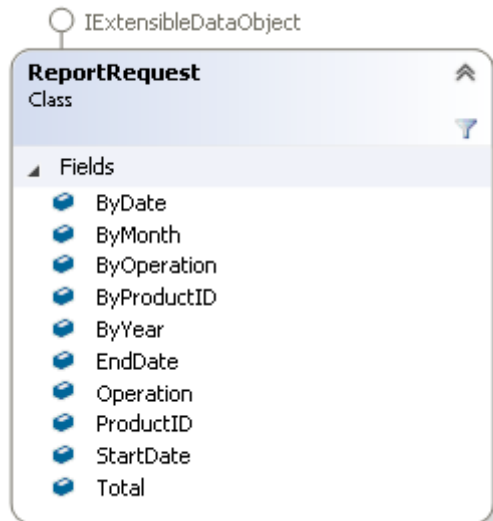 IExtensibleDataObject
ReportRequest
Class
Fields
ByDate
ByMonth
ByOperation
ByProductID
ByYear
EndDate
Operation
ProductID
StartDate
Total